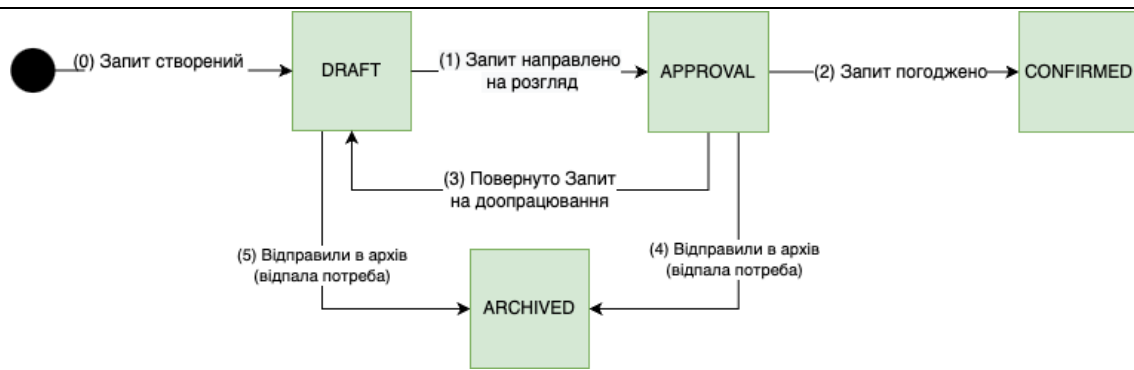 (0) Запит створений
DRAFT
(1) Запит направлено
на розгляд
APPROVAL
(2) Запит погоджено
CONFIRMED
(3) Повернуто Запит
на доопрацювання
(5) Відправили в архів
(відпала потреба)
ARCHIVED
(4) Відправили в архів
(відпала потреба)